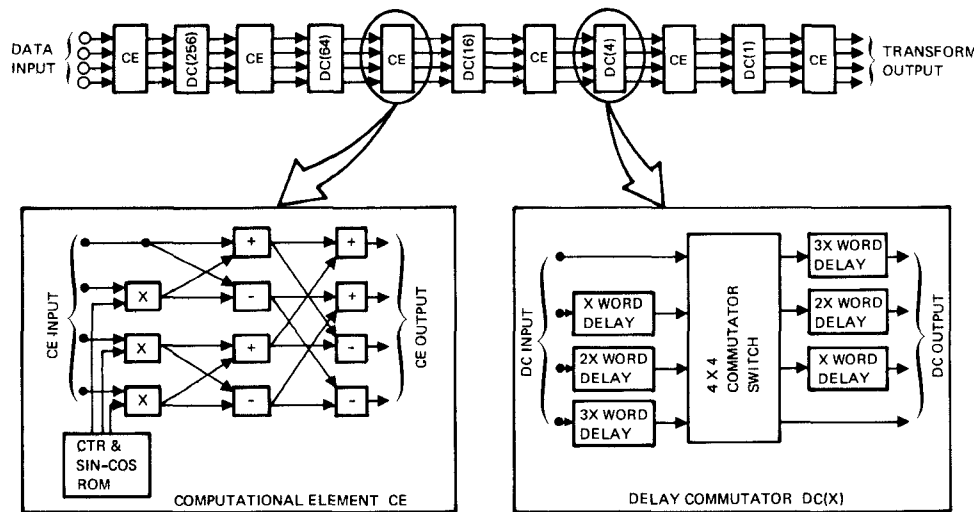 DATA INPUT
CE
DC(256)
CE
DC(64)
CE
DC(16)
CE
DC(4)
CE
DC(1)
CE
TRANSFORM OUTPUT
CE INPUT
X
X
X
+
-
+
-
+
+
-
-
CE OUTPUT
CTR &
SIN-COS
ROM
COMPUTATIONAL ELEMENT CE
DC INPUT
X WORD
DELAY
2X WORD
DELAY
3X WORD
DELAY
4 X 4
COMMUTATOR
SWITCH
3X WORD
DELAY
2X WORD
DELAY
X WORD
DELAY
DC OUTPUT
DELAY COMMUTATOR DC(X)